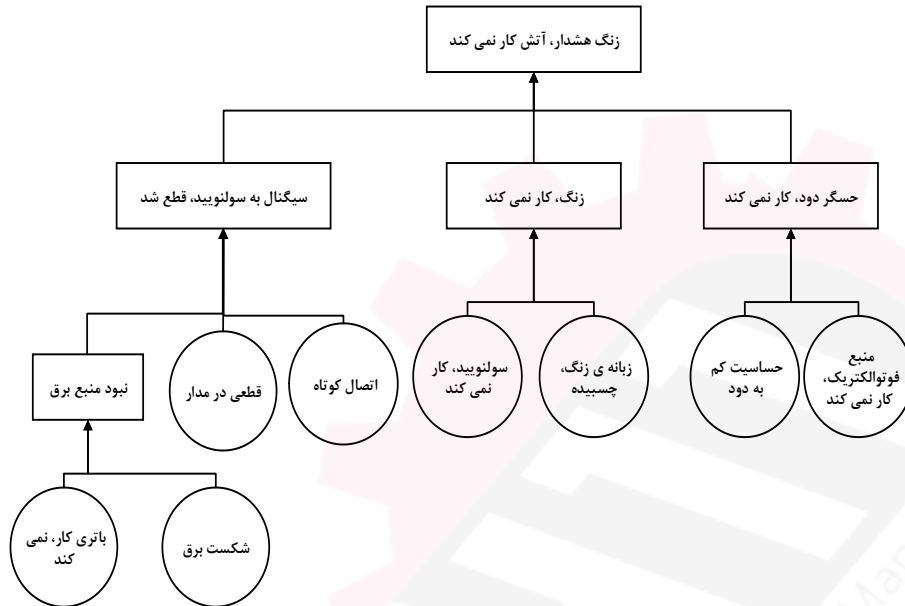 زنگ هشدار، آتش کار نمی کند
حسگر دود، کار نمی کند
زنگ، کار نمی کند
سیگنال به سولنویید، قطع شد
منبع
فوتوالکتریک،
کار نمی کند
حساسیت کم
به دود
زبانه ی زنگ،
چسبیده
سولنویید، کار
نمی کند
اتصال کوتاه
قطعی در مدار
نبود منبع برق
شکست برق
باتری کار، نمی
کند
Man